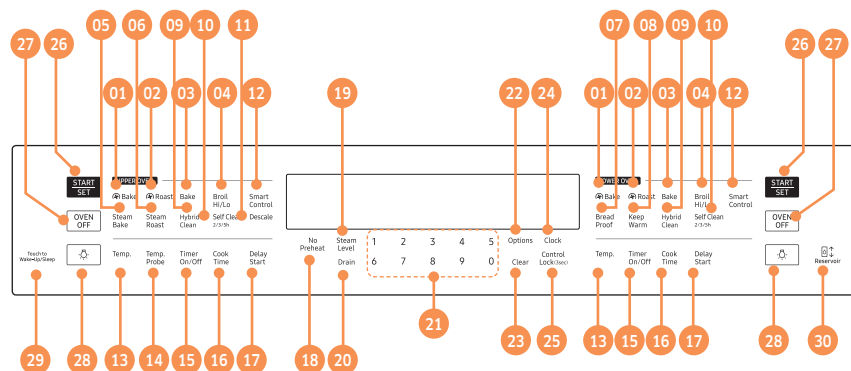 05 06 09 10 11 07 08 09 10
27 26 26 27
01 02 03 04 12 19 22 24 01 02 03 04 12
START
SET
UPPER OVEN
Bake Roast Bake Broil
Hi/Lo Smart
Control
OVEN
OFF
Steam
Bake Steam
Roast Hybrid
Clean Self Clean
2/3/5h Descale
Touch to
Wake-Up/Sleep
Temp. Temp.
Probe Timer
On/Off Cook
Time Delay
Start
No
Preheat Steam
Level
Drain
1 2 3 4 5
6 7 8 9 0
Options Clock
Clear Control
Lock(3sec)
LOWER OVEN
Bake Roast Bake Broil
Hi/Lo Smart
Control
Bread
Proof Keep
Warm Hybrid
Clean Self Clean
2/3/5h
Temp. Timer
On/Off Cook
Time Delay
Start
START
SET
OVEN
OFF
Reservoir
21
29 28 13 14 15 16 17 18 20 23 25 13 15 16 17 28 30